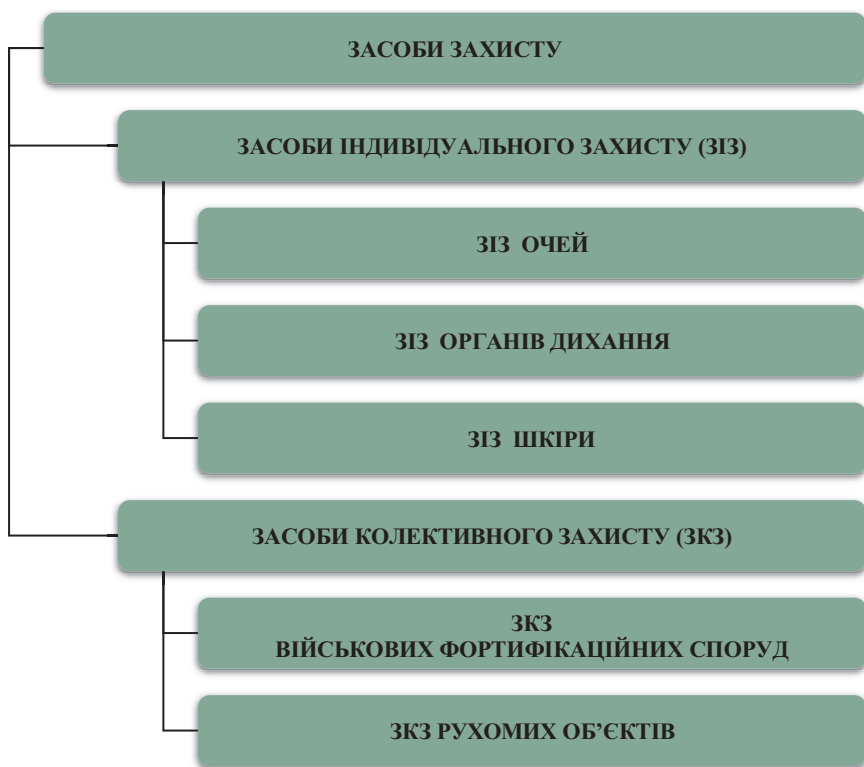 ЗАСОБИ ЗАХИСТУ
ЗАСОБИ ІНДИВІДУАЛЬНОГО ЗАХИСТУ (ЗІЗ)
ЗІЗ ОЧЕЙ
ЗІЗ ОРГАНІВ ДИХАННЯ
ЗІЗ ШКІРИ
ЗАСОБИ КОЛЕКТИВНОГО ЗАХИСТУ (ЗКЗ)
ЗКЗ
ВІЙСЬКОВИХ ФОРТИФІКАЦІЙНИХ СПОРУД
ЗКЗ РУХОМИХ ОБ’ЄКТІВ